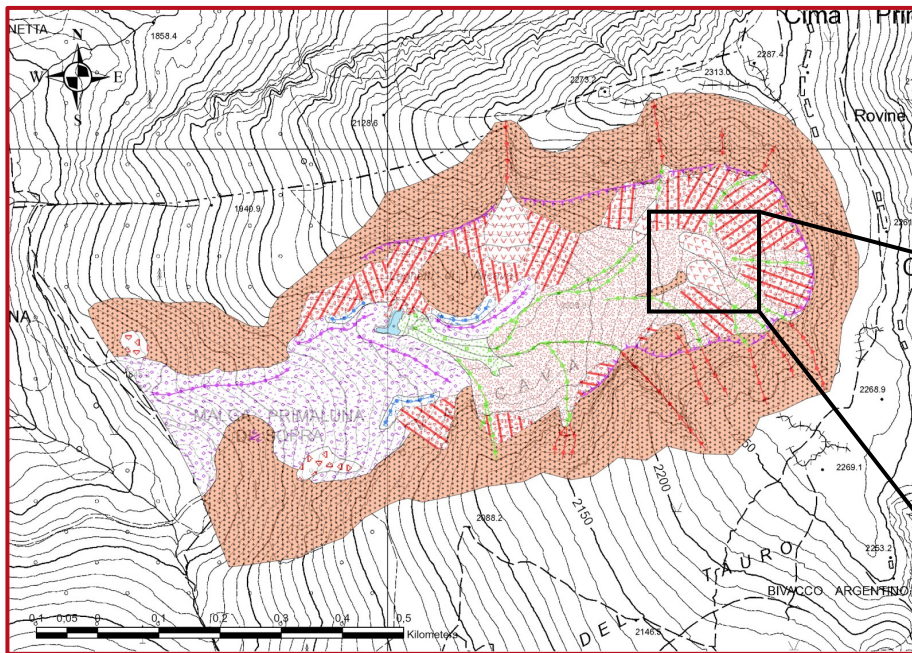 Cima Prim
NETTA
N
1858.4
2287.4
W E
2273.2
2313.0
S
Rovine
2128.6
1940.9
NA
CAVA
2268.9
MALGA PRIMALUNA
DI SOPRA
2200
50
2269.1
2150
2088.2
2253.2
TAURO
BIVACCO ARGENTINO
0,1 0,05 0 0,1 0,2 0,3 0,4 0,5
Kilometers
DEL
2146.5